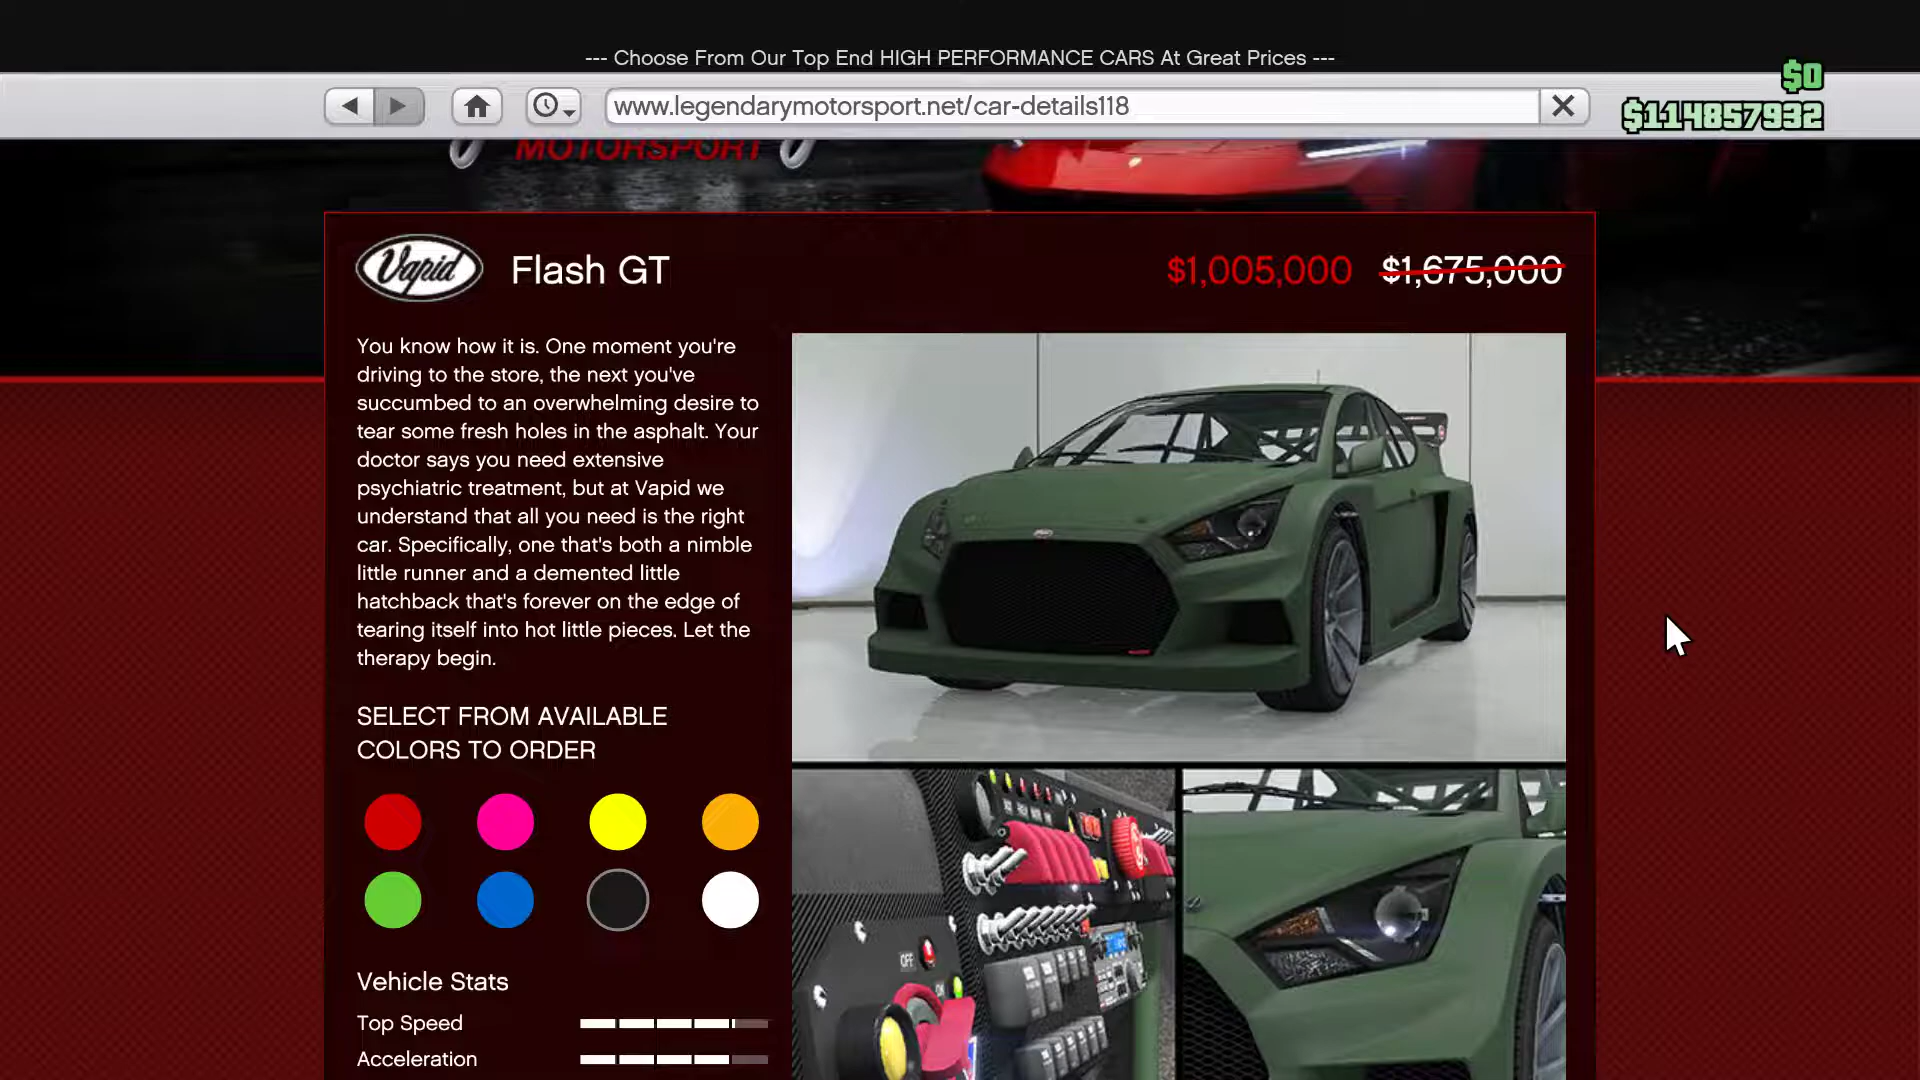 --- Choose From Our Top End HIGH PERFORMANCE CARS At Great Prices ---
$0
www.legendarymotorsport.net/car-details118
$114857932
MOTORSPORT
Vapid
Flash GT
$1,005,000 $1,675,000
You know how it is. One moment you're
driving to the store, the next you've
succumbed to an overwhelming desire to
tear some fresh holes in the asphalt. Your
doctor says you need extensive
psychiatric treatment, but at Vapid we
understand that all you need is the right
car. Specifically, one that's both a nimble
little runner and a demented little
hatchback that's forever on the edge of
tearing itself into hot little pieces. Let the
therapy begin.
SELECT FROM AVAILABLE
COLORS TO ORDER
OFF
Vehicle Stats
Top Speed
Acceleration